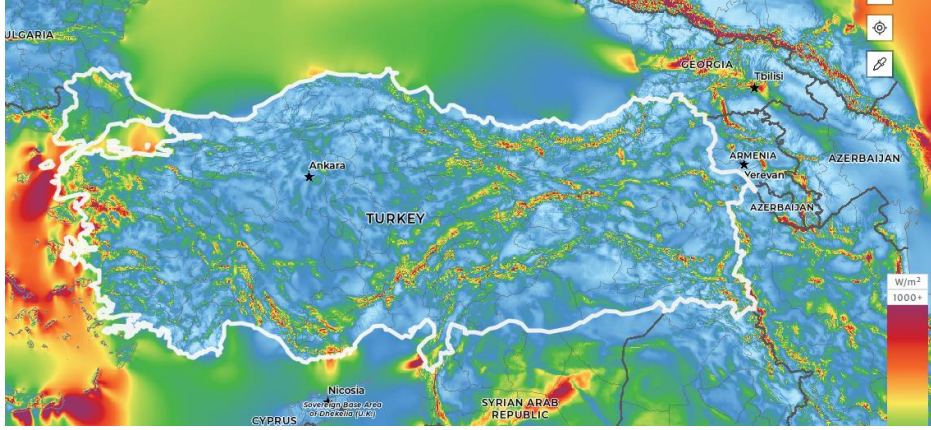 ULGARIA
GEORGIA
Tbilisi
ARMENIA
Yerevan
AZERBAIJAN
AZERBAIJAN
Ankara
TURKEY
W/m²
1000+
Nicosia
Sovereign Base Area
of Dhekelia (U.K.)
CYPRUS
SYRIAN ARAB
REPUBLIC